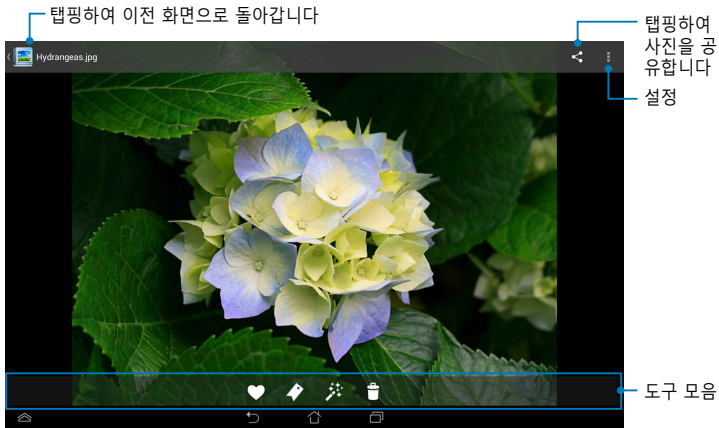 탭핑하여 이전 화면으로 돌아갑니다
Hydrangeas.jpg
탭핑하여
사진을 공
유합니다
설정
도구 모음